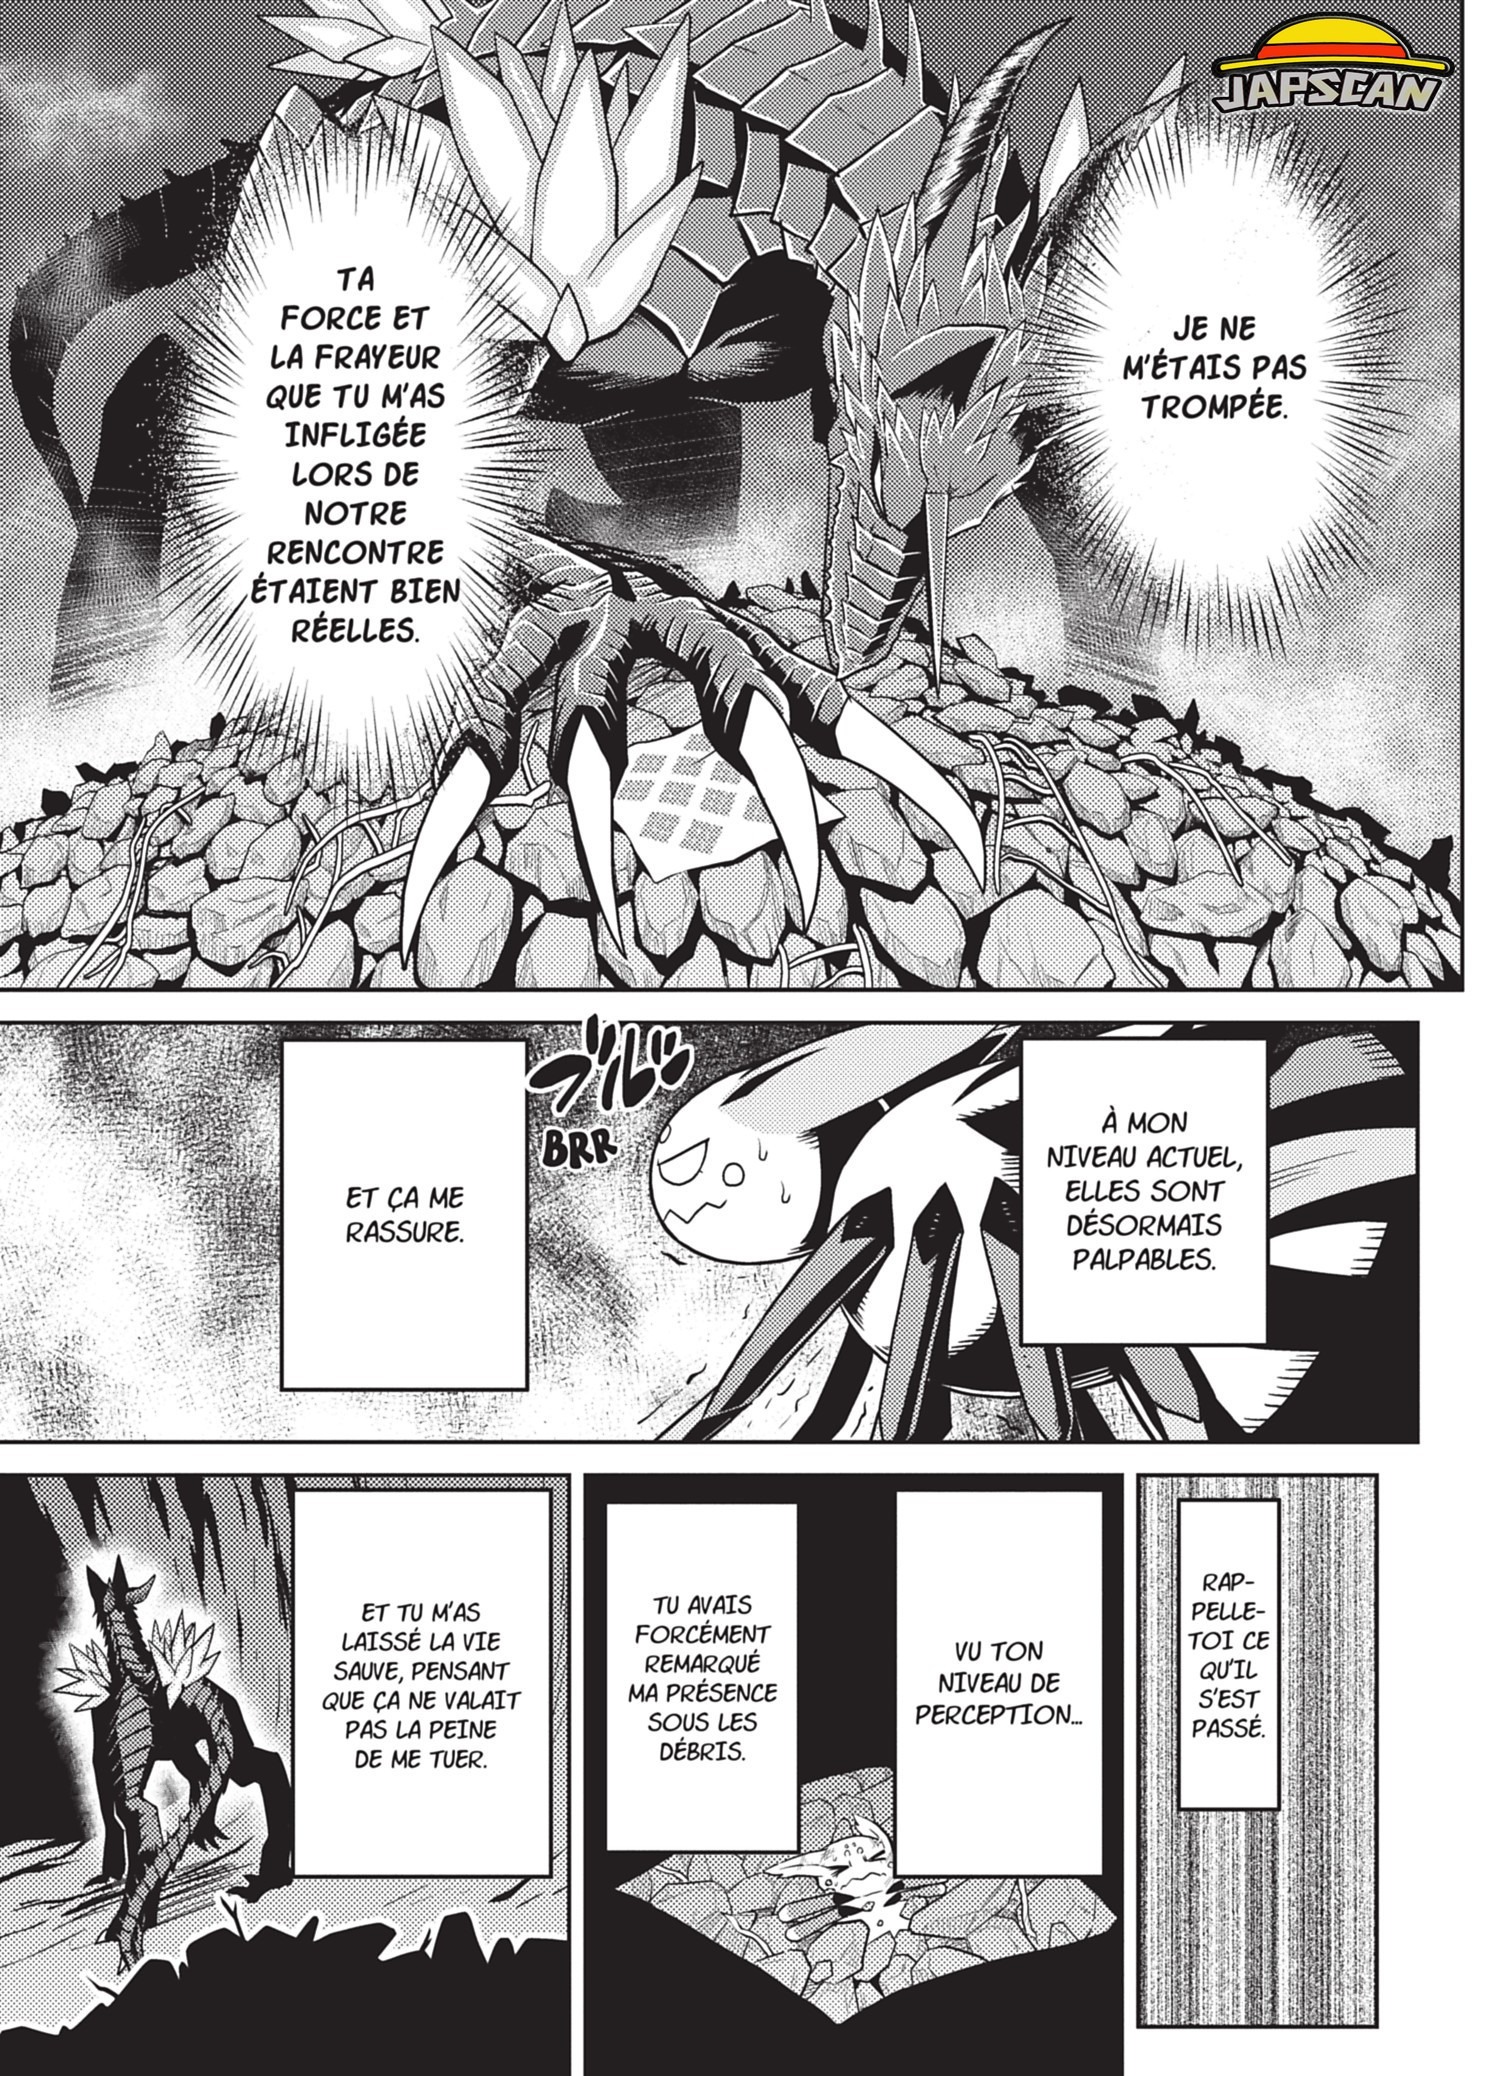 JAPSCAN
JE NE
M'ÉTAIS PAS
TROMPÉE.
TA
FORCE ET
LA FRAYEUR
QUE TU M'AS
INFLIGÉE
LORS DE
NOTRE
RENCONTRE
ÉTAIENT BIEN
RÉELLES.
À MON
NIVEAU ACTUEL,
ELLES SONT
DÉSORMAIS
PALPABLES.
ブルル
BRR
ET ÇA ME
RASSURE.
RAP-
PELLE-
TOI CE
QU'IL
S'EST
PASSÉ.
VU TON
NIVEAU DE
PERCEPTION...
TU AVAIS
FORCÉMENT
REMARQUÉ
MA PRÉSENCE
SOUS LES
DÉBRIS.
ET TU M'AS
LAISSÉ LA VIE
SAUVE, PENSANT
QUE ÇA NE VALAIT
PAS LA PEINE
DE ME TUER.